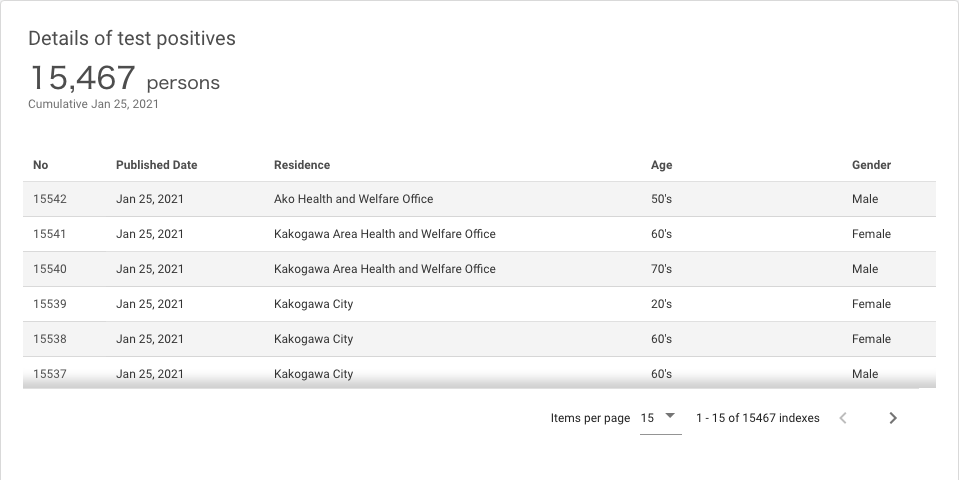 Details of test positives
15,467 persons
Cumulative Jan 25, 2021
No Published Date Residence Age Gender
15542 Jan 25, 2021 Ako Health and Welfare Office 50's Male
15541 Jan 25, 2021 Kakogawa Area Health and Welfare Office 60's Female
15540 Jan 25, 2021 Kakogawa Area Health and Welfare Office 70's Male
15539 Jan 25, 2021 Kakogawa City 20's Female
15538 Jan 25, 2021 Kakogawa City 60's Female
15537 Jan 25, 2021 Kakogawa City 60's Male
Items per page 15 1 - 15 of 15467 indexes